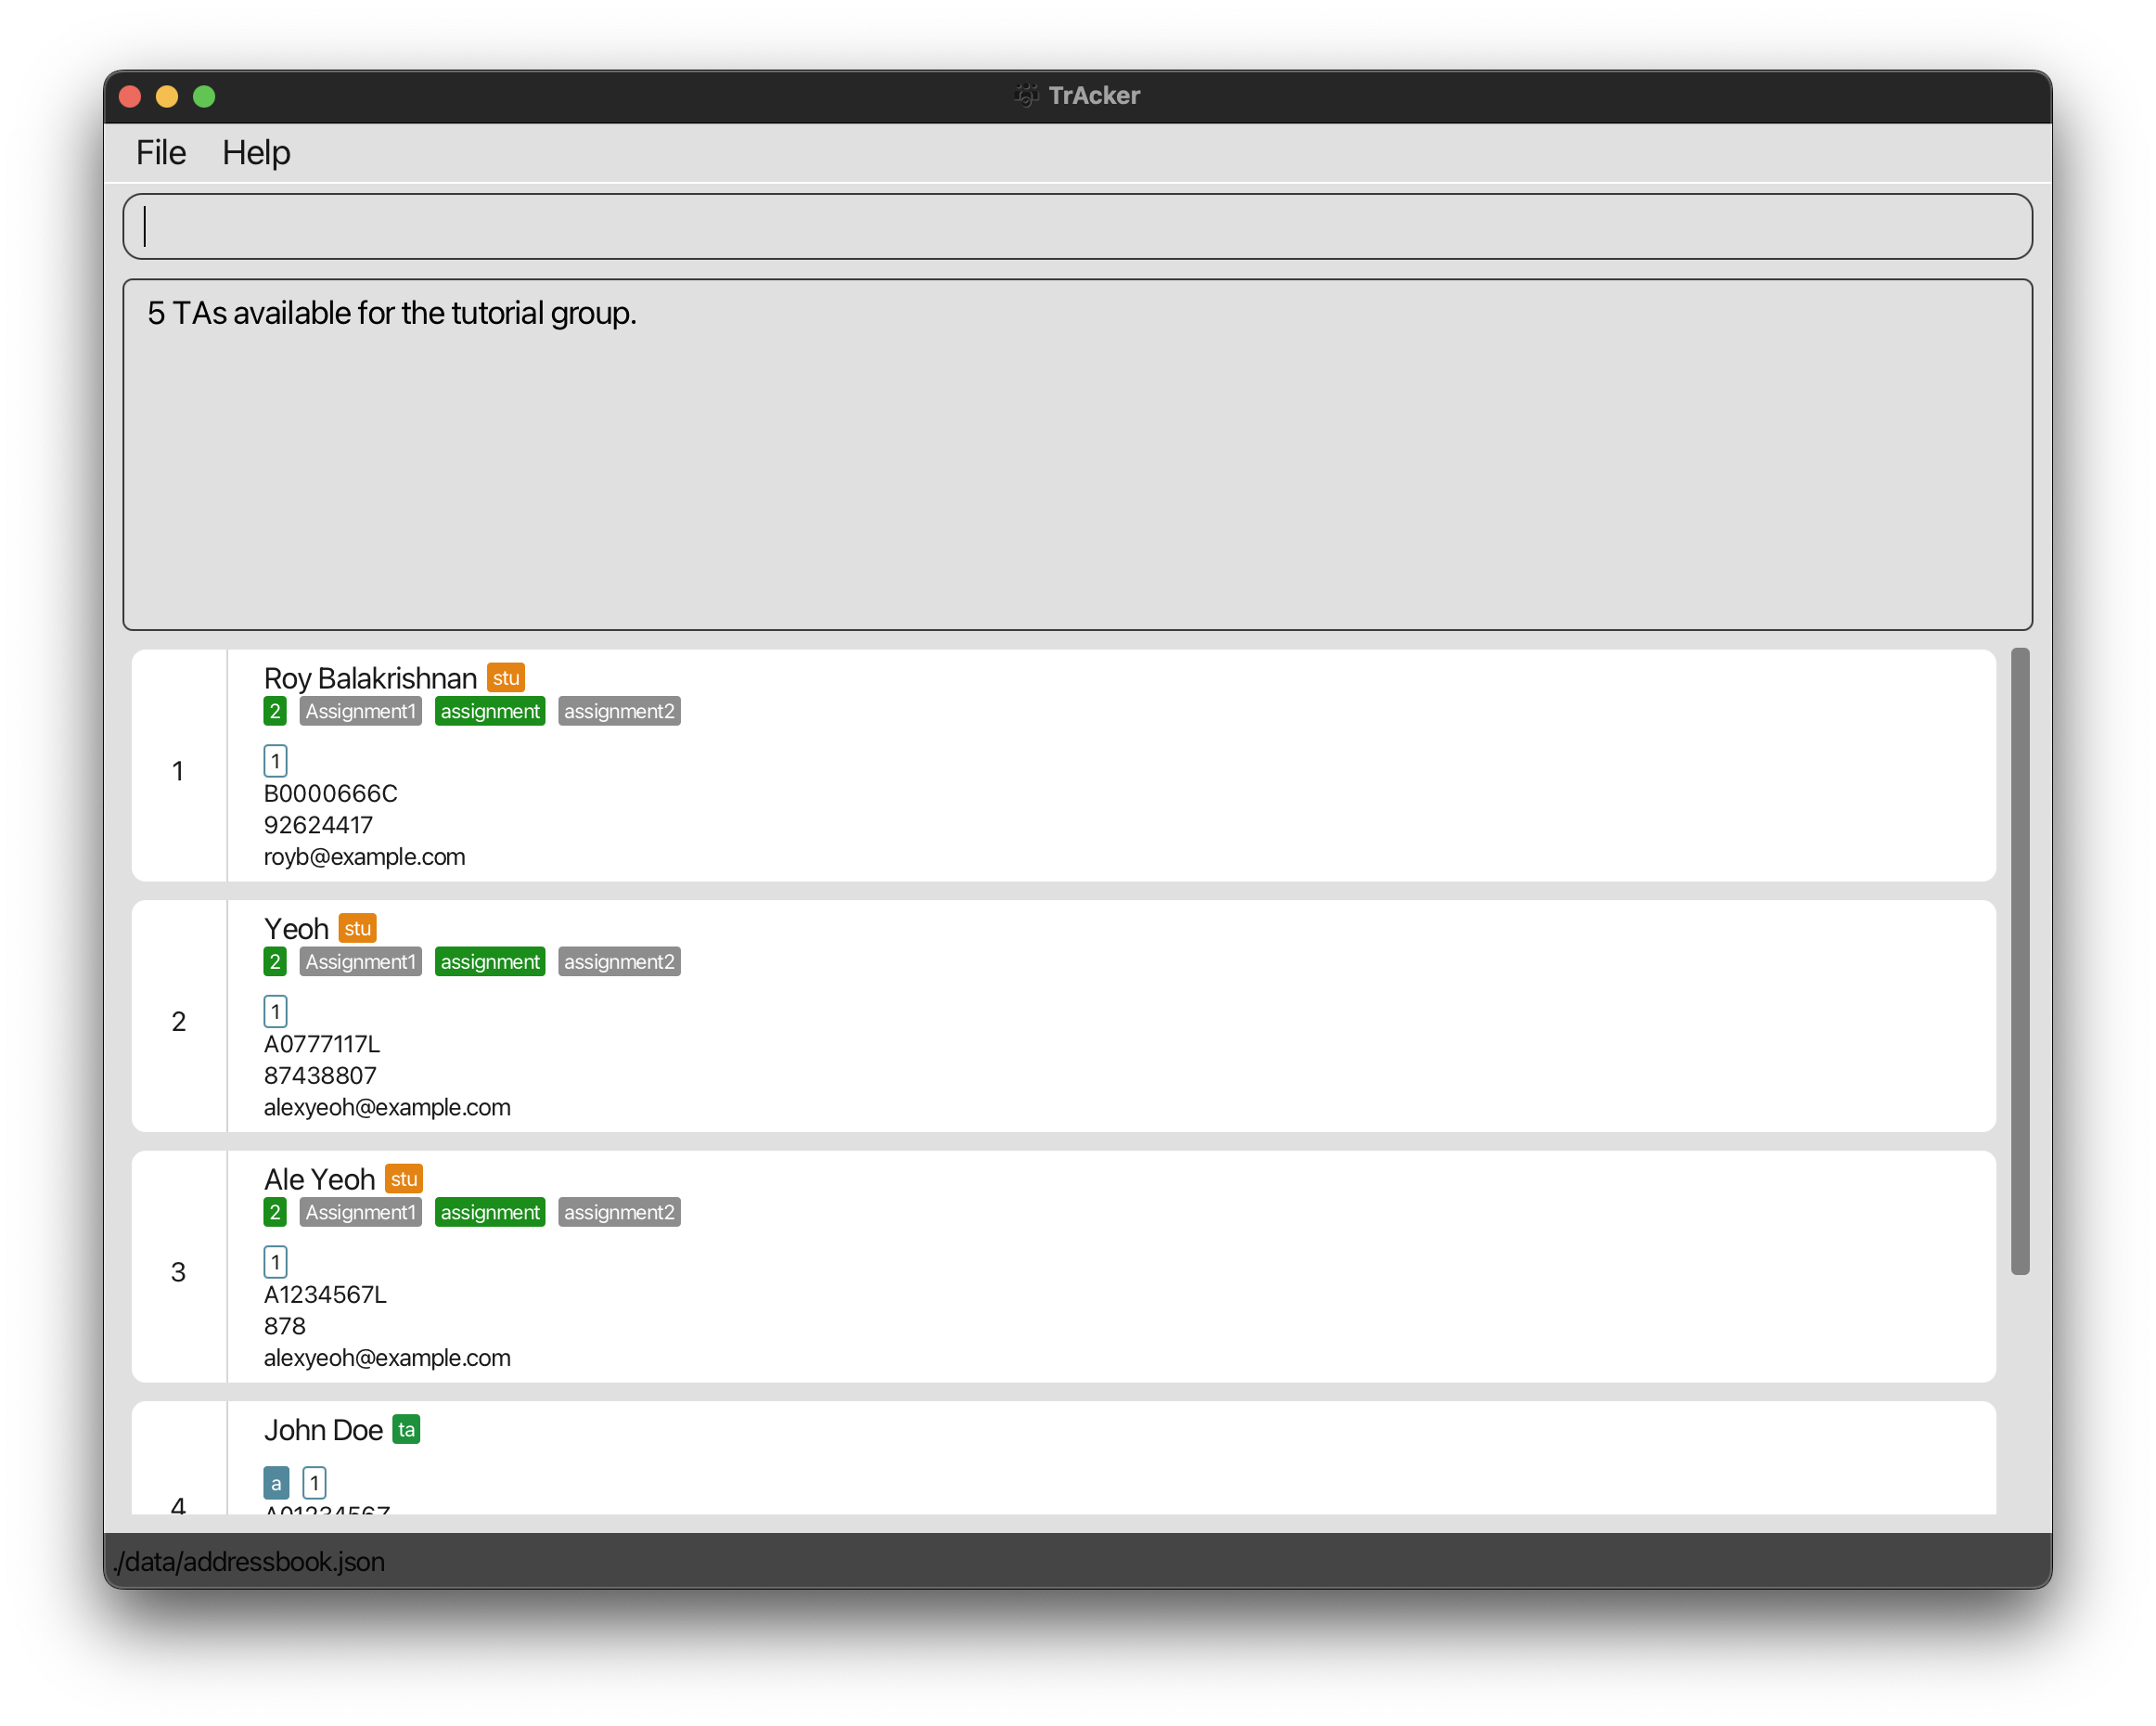 TrAcker
File Help
5 TAs available for the tutorial group.
1
Roy Balakrishnan stu
2 Assignment1 assignment assignment2
1
B0000666C
92624417
royb@example.com
2
Yeoh stu
2 Assignment1 assignment assignment2
1
A0777117L
87438807
alexyeoh@example.com
3
Ale Yeoh stu
2 Assignment1 assignment assignment2
1
A1234567L
878
alexyeoh@example.com
4
John Doe ta
a 1
./data/addressbook.json